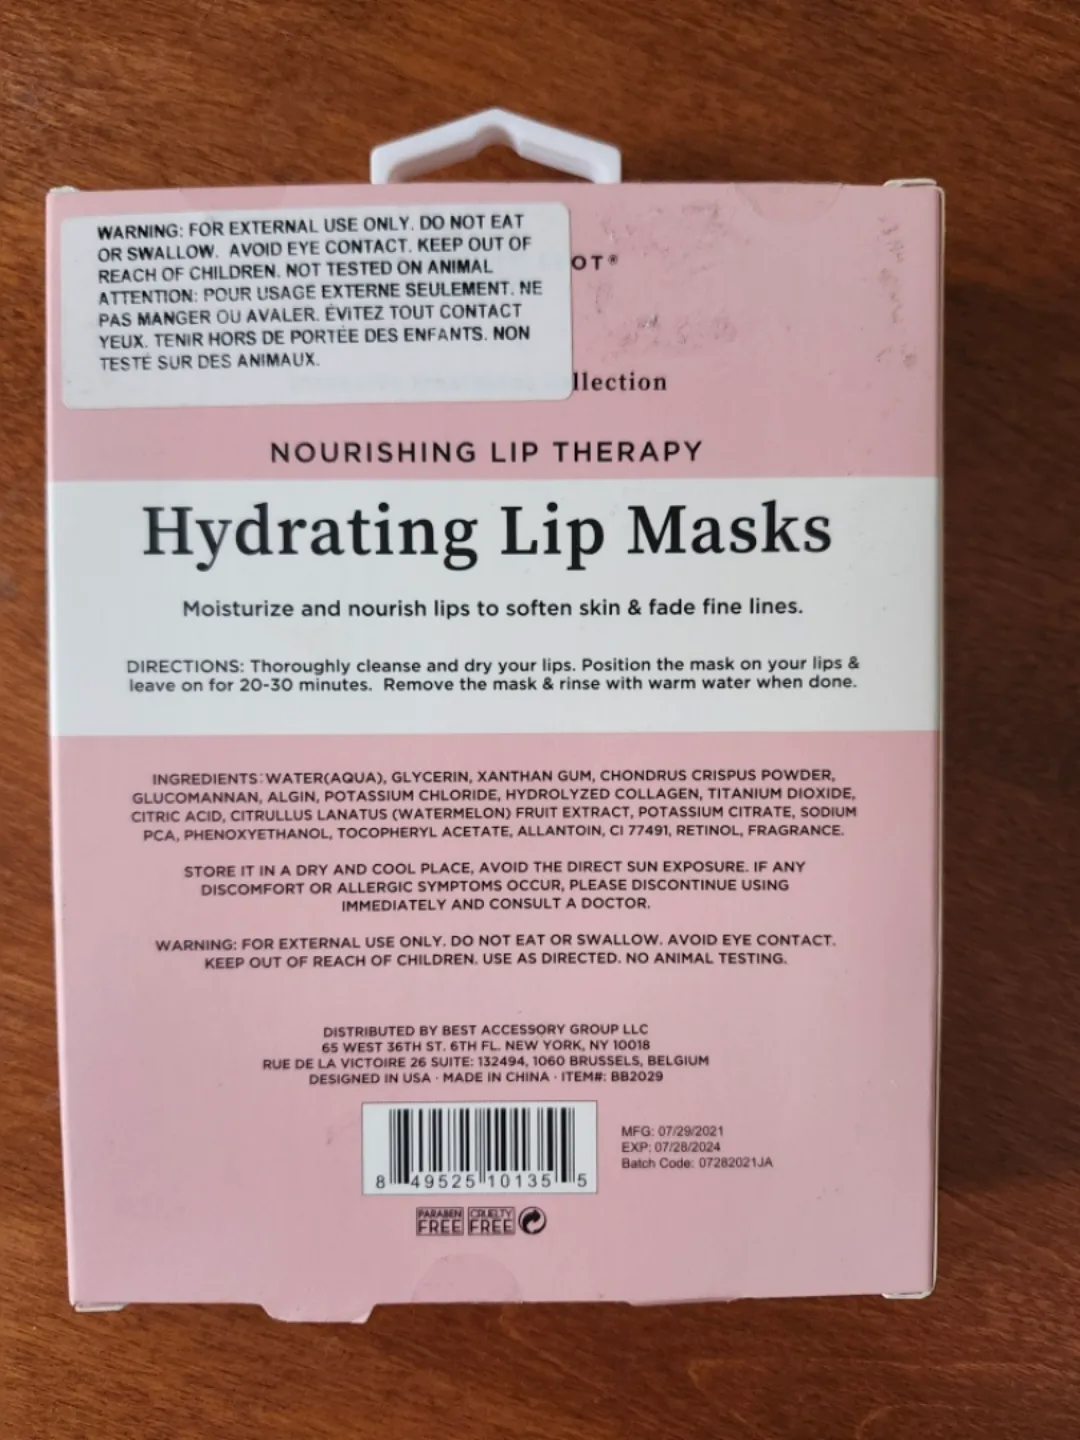 WARNING: FOR EXTERNAL USE ONLY. DO NOT EAT
OR SWALLOW. AVOID EYE CONTACT. KEEP OUT OF
REACH OF CHILDREN. NOT TESTED ON ANIMAL
ATTENTION: POUR USAGE EXTERNE SEULEMENT. NE
PAS MANGER OU AVALER. ÉVITEZ TOUT CONTACT
YEUX. TENIR HORS DE PORTÉE DES ENFANTS. NON
TESTÉ SUR DES ANIMAUX.
OT®
llection
NOURISHING LIP THERAPY
Hydrating Lip Masks
Moisturize and nourish lips to soften skin & fade fine lines.
DIRECTIONS: Thoroughly cleanse and dry your lips. Position the mask on your lips &
leave on for 20-30 minutes. Remove the mask & rinse with warm water when done.
INGREDIENTS: WATER(AQUA), GLYCERIN, XANTHAN GUM, CHONDRUS CRISPUS POWDER,
GLUCOMANNAN, ALGIN, POTASSIUM CHLORIDE, HYDROLYZED COLLAGEN, TITANIUM DIOXIDE,
CITRIC ACID, CITRULLUS LANATUS (WATERMELON) FRUIT EXTRACT, POTASSIUM CITRATE, SODIUM
PCA, PHENOXYETHANOL, TOCOPHERYL ACETATE, ALLANTOIN, CI 77491, RETINOL, FRAGRANCE.
STORE IT IN A DRY AND COOL PLACE, AVOID THE DIRECT SUN EXPOSURE. IF ANY
DISCOMFORT OR ALLERGIC SYMPTOMS OCCUR, PLEASE DISCONTINUE USING
IMMEDIATELY AND CONSULT A DOCTOR.
WARNING: FOR EXTERNAL USE ONLY. DO NOT EAT OR SWALLOW. AVOID EYE CONTACT.
KEEP OUT OF REACH OF CHILDREN. USE AS DIRECTED. NO ANIMAL TESTING.
DISTRIBUTED BY BEST ACCESSORY GROUP LLC
65 WEST 36TH ST. 6TH FL. NEW YORK, NY 10018
RUE DE LA VICTOIRE 26 SUITE: 132494, 1060 BRUSSELS, BELGIUM
DESIGNED IN USA · MADE IN CHINA · ITEM#: BB2029
8 49525 10135 5
MFG: 07/29/2021
EXP: 07/28/2024
Batch Code: 07282021JA
PARABEN FREE CRUELTY FREE